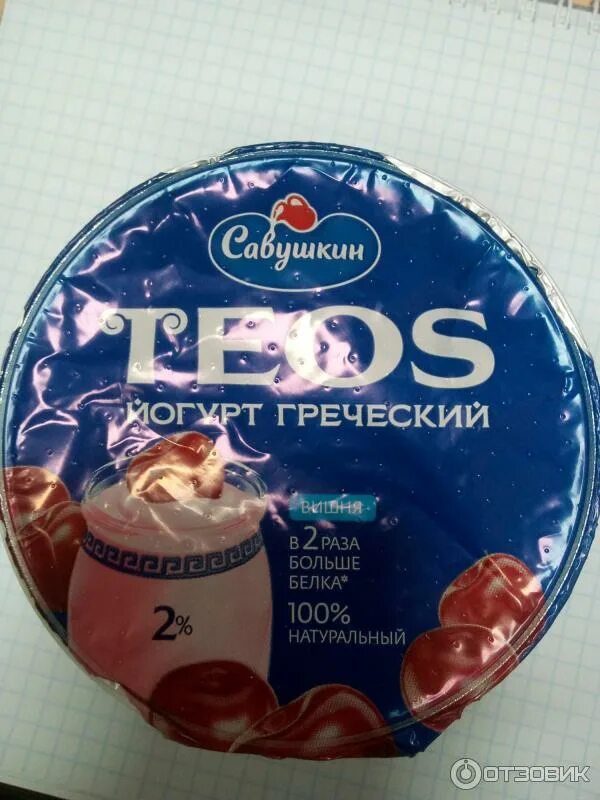 Савушкин
TEOS
ЙОГУРТ ГРЕЧЕСКИЙ
ВИШНЯ
В 2 РАЗА
БОЛЬШЕ
БЕЛКА*
100%
НАТУРАЛЬНЫЙ
2%
ОТЗОВИК